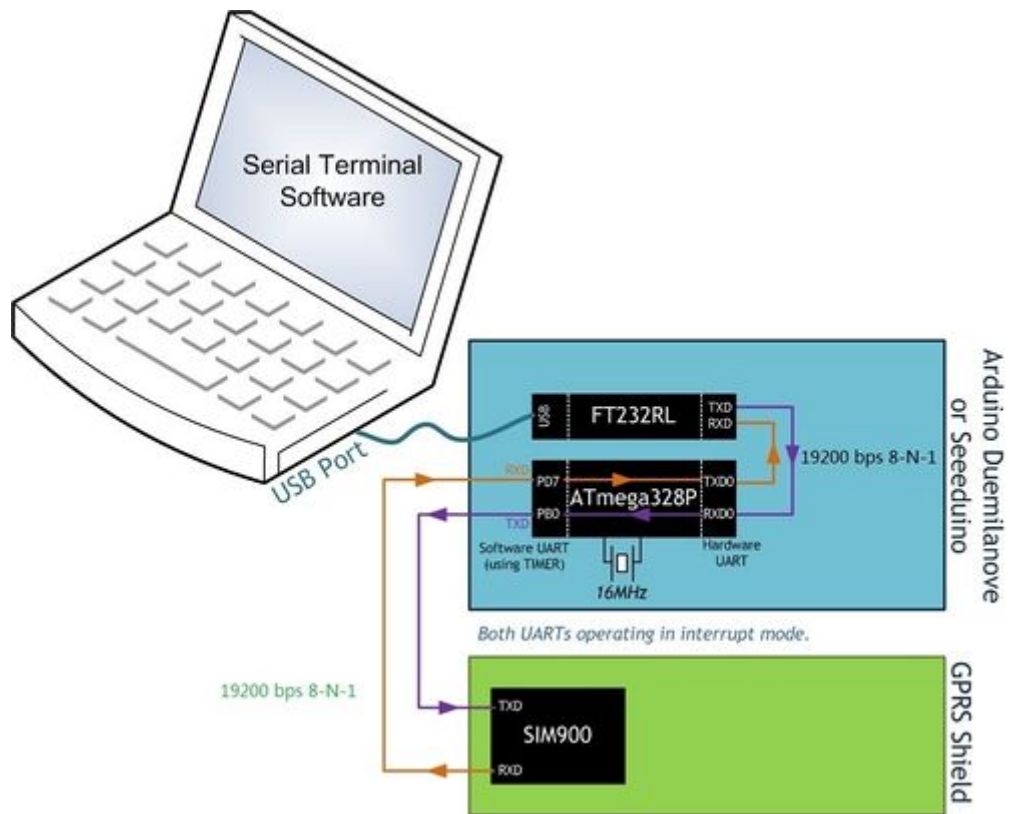 Serial Terminal
Software
USB Port
Arduino Duemilanove
or Seeeduino
USB
FT232RL
TXD
RXD
19200 bps 8-N-1
RXD
PD7
ATmega328P
TXD0
PB0
RXD0
TXD
Software UART
(using TIMER)
Hardware
UART
16MHz
Both UARTs operating in interrupt mode.
19200 bps 8-N-1
GPRS Shield
TXD
SIM900
RXD